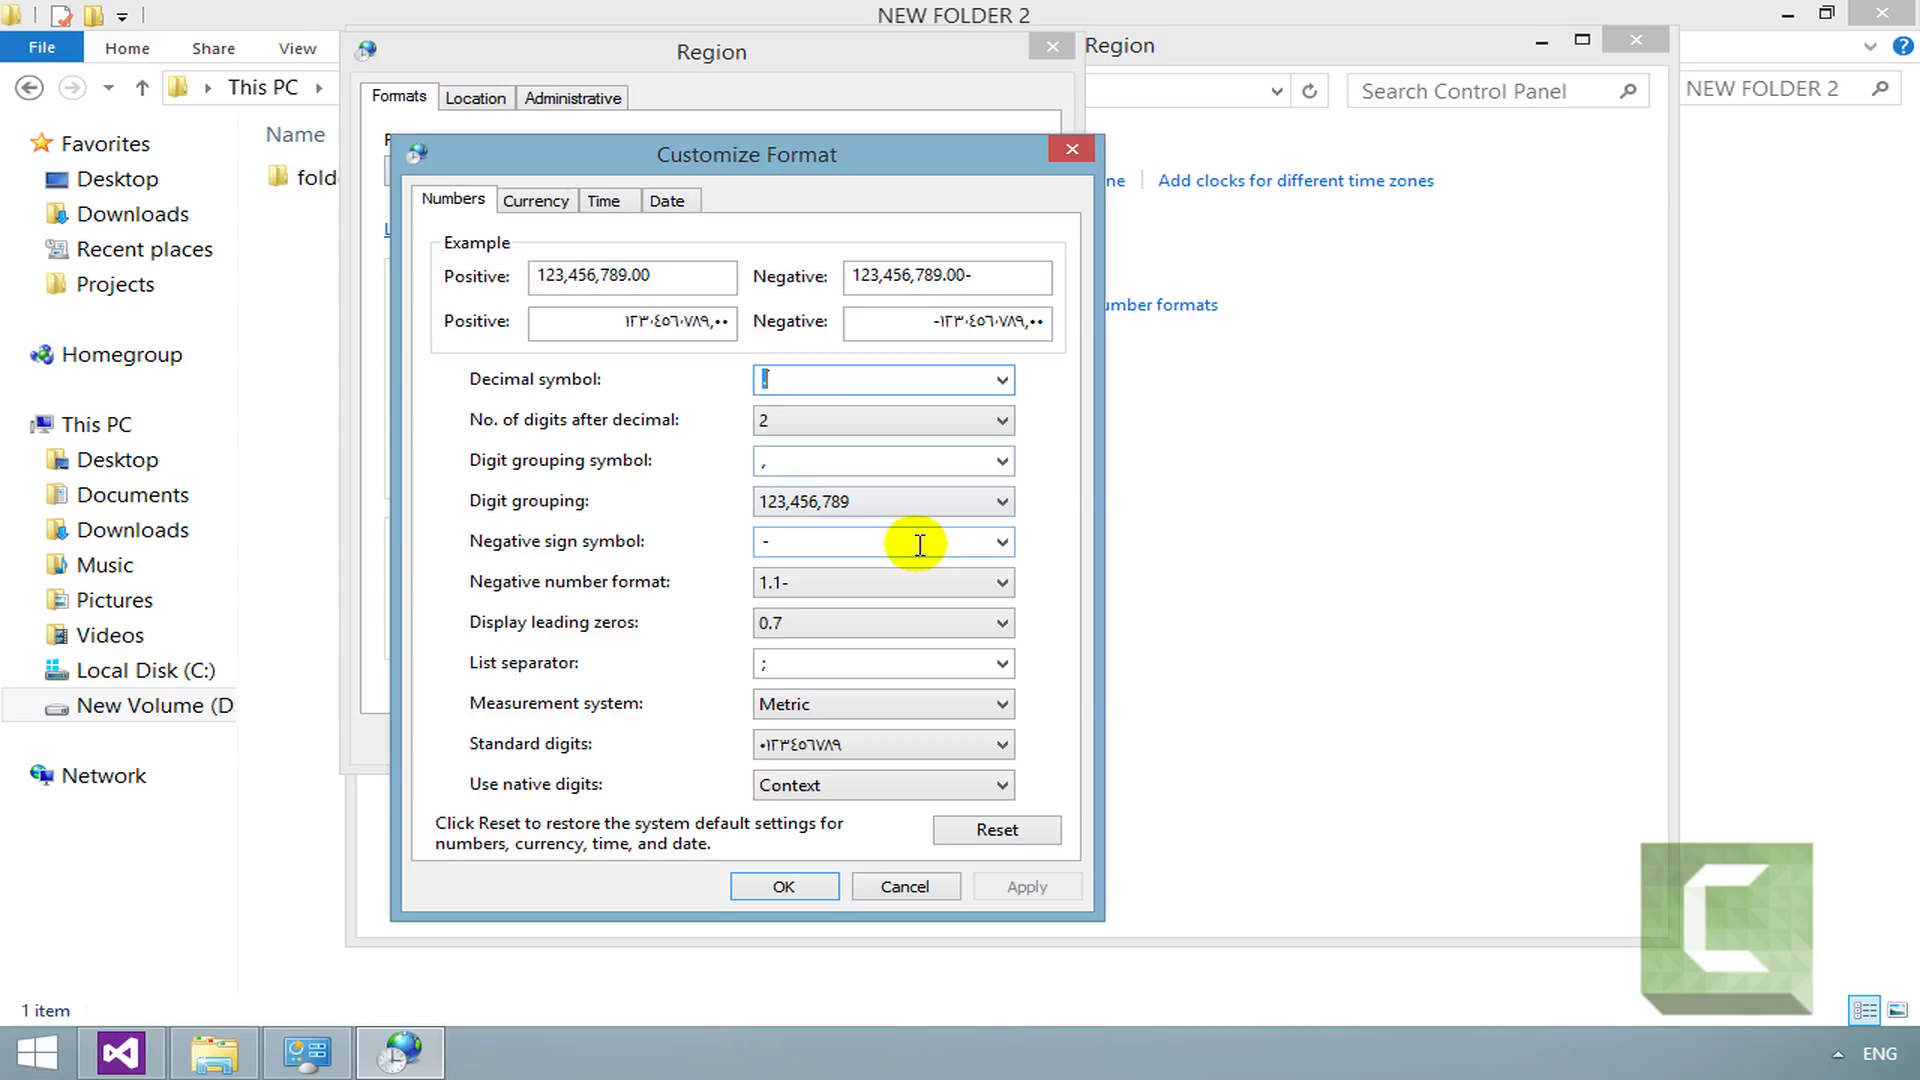 NEW FOLDER 2
File
Home
Share
View
This PC
NEW FOLDER 2
Region
Search Control Panel
Region
Formats
Location
Administrative
Name
Favorites
Desktop
Downloads
Recent places
Projects
Homegroup
This PC
Desktop
Documents
Downloads
Music
Pictures
Videos
Local Disk (C:)
New Volume (D:
Network
Add clocks for different time zones
umber formats
Customize Format
Numbers
Currency
Time
Date
Example
Positive: 123,456,789.00 Negative: 123,456,789.00-
Positive: ١٢٣٬٤٥٦٬٧٨٩,٠٠ Negative: -١٢٣٬٤٥٦٬٧٨٩,٠٠
Decimal symbol: .
No. of digits after decimal: 2
Digit grouping symbol: ,
Digit grouping: 123,456,789
Negative sign symbol: -
Negative number format: 1.1-
Display leading zeros: 0.7
List separator: ;
Measurement system: Metric
Standard digits: ٠١٢٣٤٥٦٧٨٩
Use native digits: Context
Click Reset to restore the system default settings for
numbers, currency, time, and date.
Reset
OK
Cancel
Apply
1 item
ENG